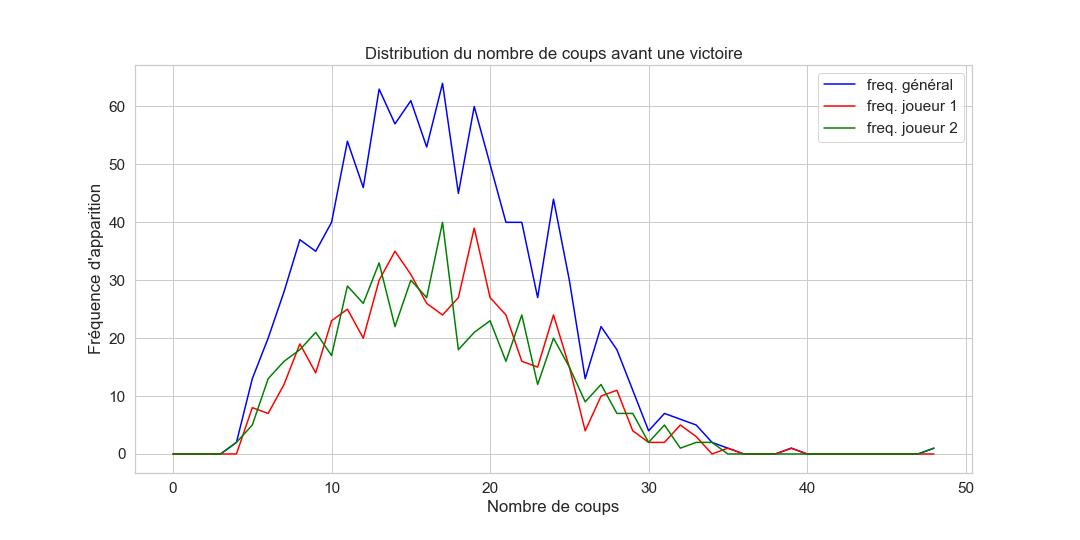 Distribution du nombre de coups avant une victoire
freq. général
freq. joueur 1
freq. joueur 2
Fréquence d'apparition
60
50
40
30
20
10
0
0 10 20 30 40 50
Nombre de coups